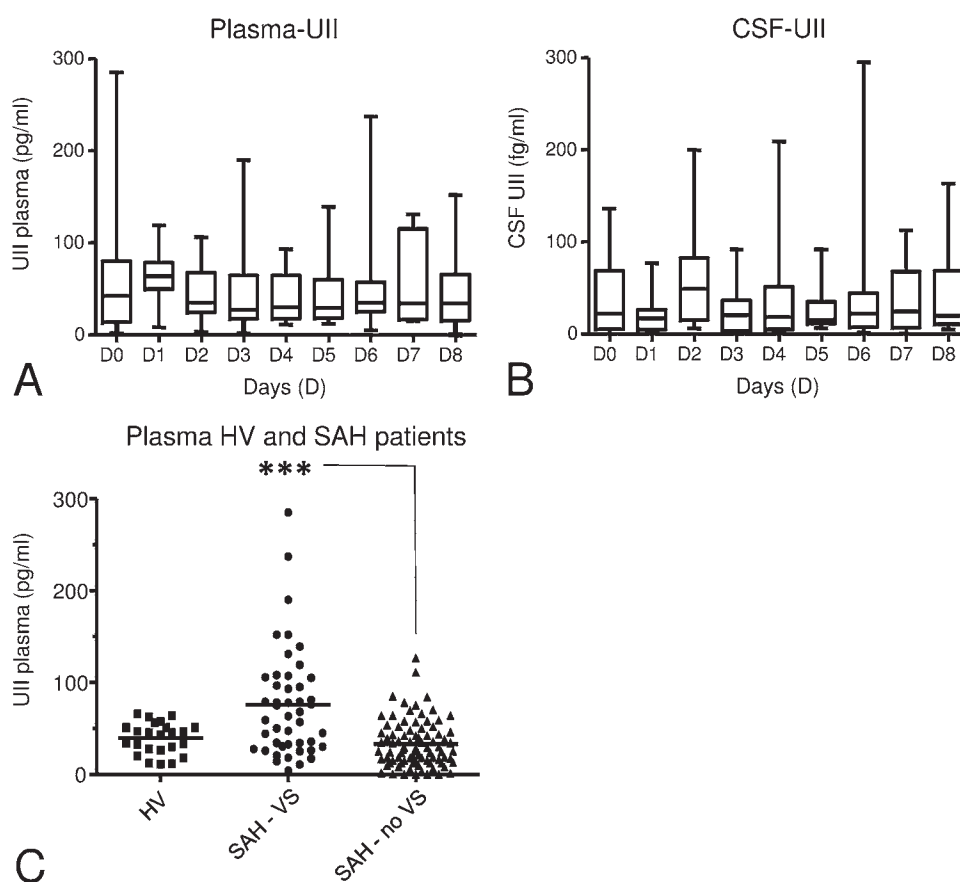 Plasma-UII
UII plasma (pg/ml)
300
200
100
0
D0 D1 D2 D3 D4 D5 D6 D7 D8
Days (D)
A
CSF-UII
CSF UII (fg/ml)
300
200
100
0
D0 D1 D2 D3 D4 D5 D6 D7 D8
Days (D)
B
Plasma HV and SAH patients
***
UII plasma (pg/ml)
300
200
100
0
HV
SAH - VS
SAH - no VS
C